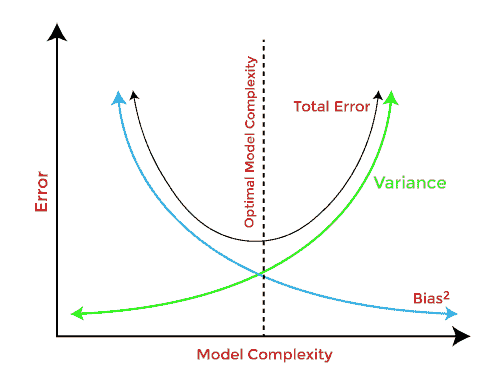 Total Error
Optimal Model Complexity
Variance
Error
Bias²
Model Complexity